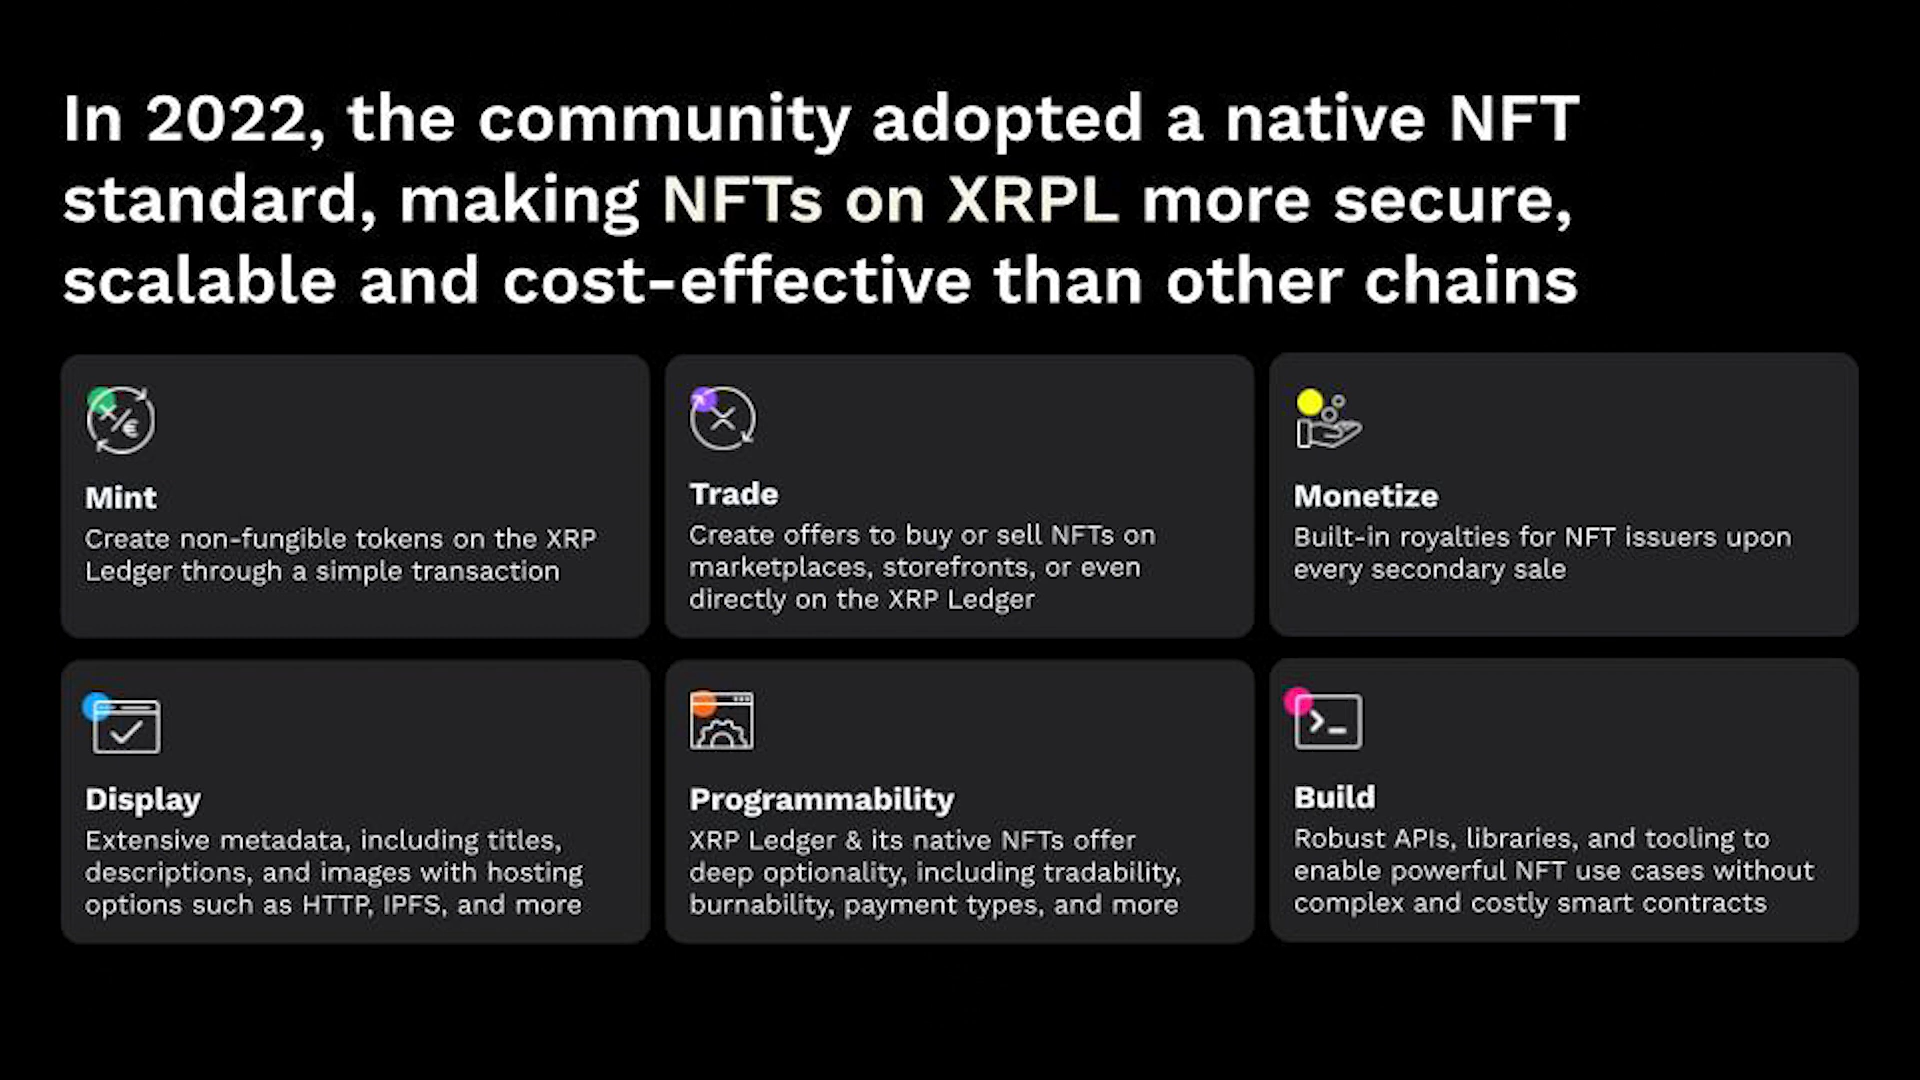 In 2022, the community adopted a native NFT
standard, making NFTs on XRPL more secure,
scalable and cost-effective than other chains
Mint
Create non-fungible tokens on the XRP
Ledger through a simple transaction
Trade
Create offers to buy or sell NFTs on
marketplaces, storefronts, or even
directly on the XRP Ledger
Monetize
Built-in royalties for NFT issuers upon
every secondary sale
Display
Extensive metadata, including titles,
descriptions, and images with hosting
options such as HTTP, IPFS, and more
Programmability
XRP Ledger & its native NFTs offer
deep optionality, including tradability,
burnability, payment types, and more
Build
Robust APIs, libraries, and tooling to
enable powerful NFT use cases without
complex and costly smart contracts